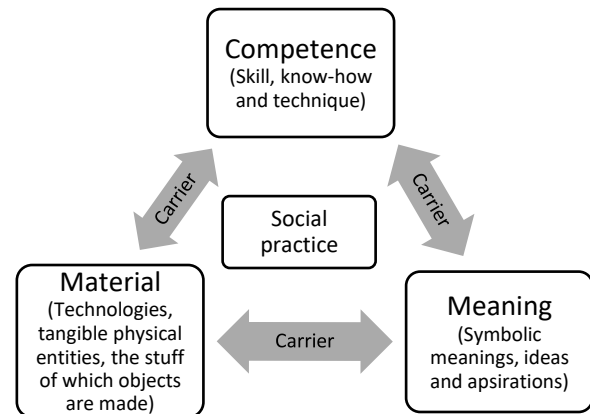 Competence
(Skill, know-how
and technique)
Carrier
Carrier
Social
practice
Material
(Technologies,
tangible physical
entities, the stuff
of which objects
are made)
Carrier
Meaning
(Symbolic
meanings, ideas
and apsirations)